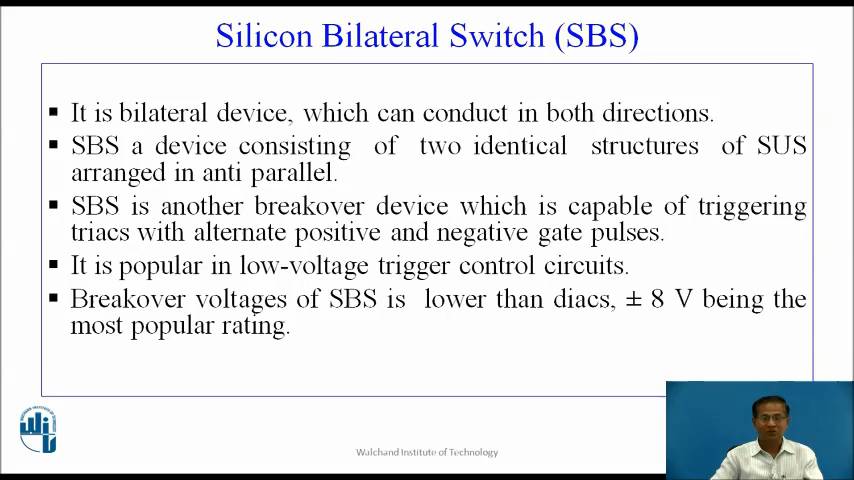 Silicon Bilateral Switch (SBS)
▪ It is bilateral device, which can conduct in both directions.
▪ SBS a device consisting of two identical structures of SUS
arranged in anti parallel.
▪ SBS is another breakover device which is capable of triggering
triacs with alternate positive and negative gate pulses.
▪ It is popular in low-voltage trigger control circuits.
▪ Breakover voltages of SBS is lower than diacs, ± 8 V being the
most popular rating.
Walchand Institute of Technology